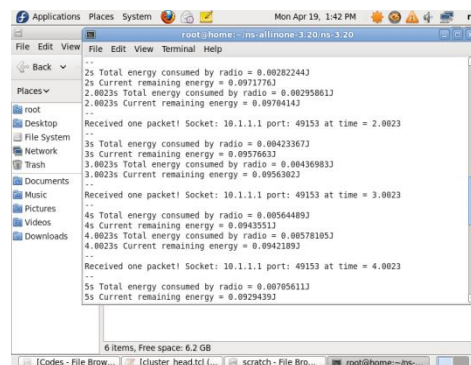 Applications Places System Mon Apr 19, 1:42 PM
root@home:~/ns-allinone-3.20/ns-3.20
File Edit View
File Edit View Terminal Help
Back
Places
root
Desktop
File System
Network
Trash
Documents
Music
Pictures
Videos
Downloads
--
2s Total energy consumed by radio = 0.00282244J
2s Current remaining energy = 0.0971776J
2.0023s Total energy consumed by radio = 0.00295861J
2.0023s Current remaining energy = 0.0970414J
--
Received one packet! Socket: 10.1.1.1 port: 49153 at time = 2.0023
--
3s Total energy consumed by radio = 0.00423367J
3s Current remaining energy = 0.0957663J
3.0023s Total energy consumed by radio = 0.00436983J
3.0023s Current remaining energy = 0.0956302J
--
Received one packet! Socket: 10.1.1.1 port: 49153 at time = 3.0023
--
4s Total energy consumed by radio = 0.00564489J
4s Current remaining energy = 0.0943551J
4.0023s Total energy consumed by radio = 0.00578105J
4.0023s Current remaining energy = 0.0942189J
--
Received one packet! Socket: 10.1.1.1 port: 49153 at time = 4.0023
--
5s Total energy consumed by radio = 0.00705611J
5s Current remaining energy = 0.0929439J
6 items, Free space: 6.2 GB
[Codes - File Brow... [cluster_head.tcl (... scratch - File Bro... root@home:~/ns-...